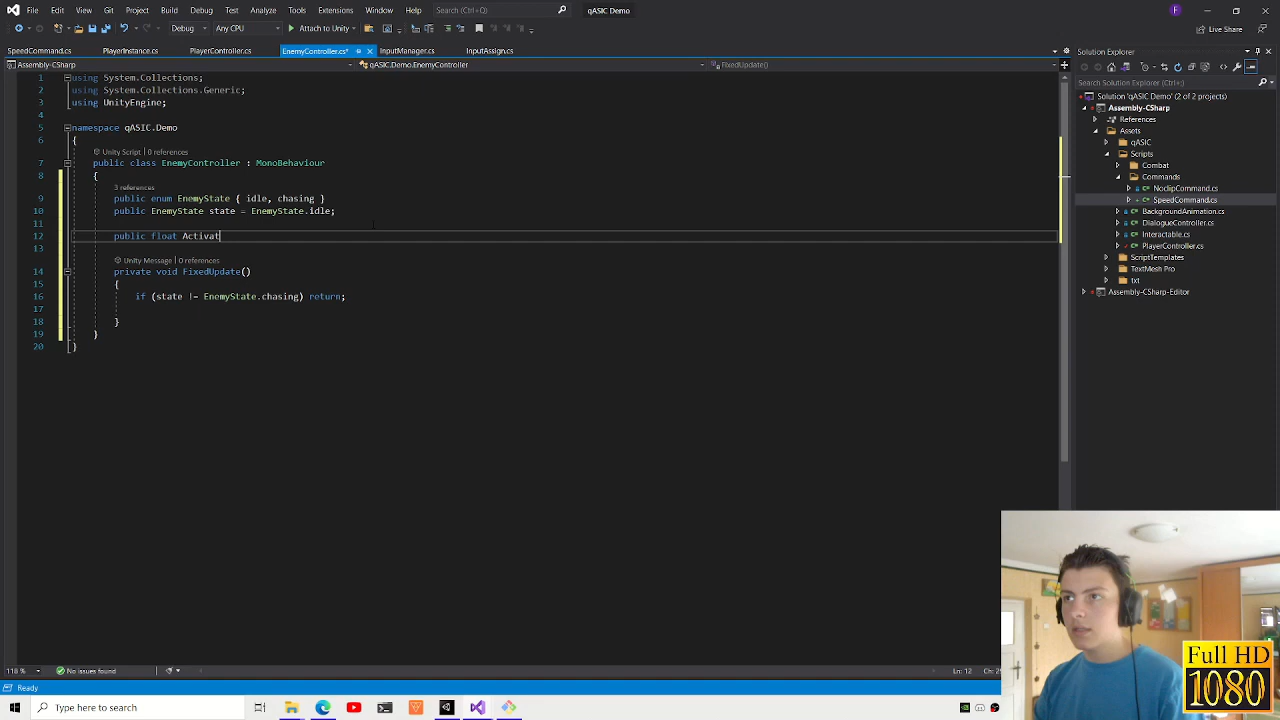 File Edit View Git Project Build Debug Test Analyze Tools Extensions Window Help Search (Ctrl+Q) qASIC Demo F
Debug Any CPU Attach to Unity Live Share
SpeedCommand.cs PlayerInstance.cs PlayerController.cs EnemyController.cs* InputManager.cs InputAssign.cs
Assembly-CSharp qASIC.Demo.EnemyController FixedUpdate()
1 using System.Collections;
2 using System.Collections.Generic;
3 using UnityEngine;
4
5 namespace qASIC.Demo
6 {
Unity Script | 0 references
7 public class EnemyController : MonoBehaviour
8 {
3 references
9 public enum EnemyState { idle, chasing }
10 public EnemyState state = EnemyState.idle;
11
12 public float Activat
13
Unity Message | 0 references
14 private void FixedUpdate()
15 {
16 if (state != EnemyState.chasing) return;
17
18 }
19 }
20 }
118 % No issues found Ln: 12
Ready
Solution Explorer
Search Solution Explorer (Ctrl+;)
Solution 'qASIC Demo' (2 of 2 projects)
Assembly-CSharp
References
Assets
qASIC
Scripts
Combat
Commands
NoclipCommand.cs
SpeedCommand.cs
BackgroundAnimation.cs
DialogueController.cs
Interactable.cs
PlayerController.cs
ScriptTemplates
TextMesh Pro
txt
Assembly-CSharp-Editor
Full HD
1080
Type here to search